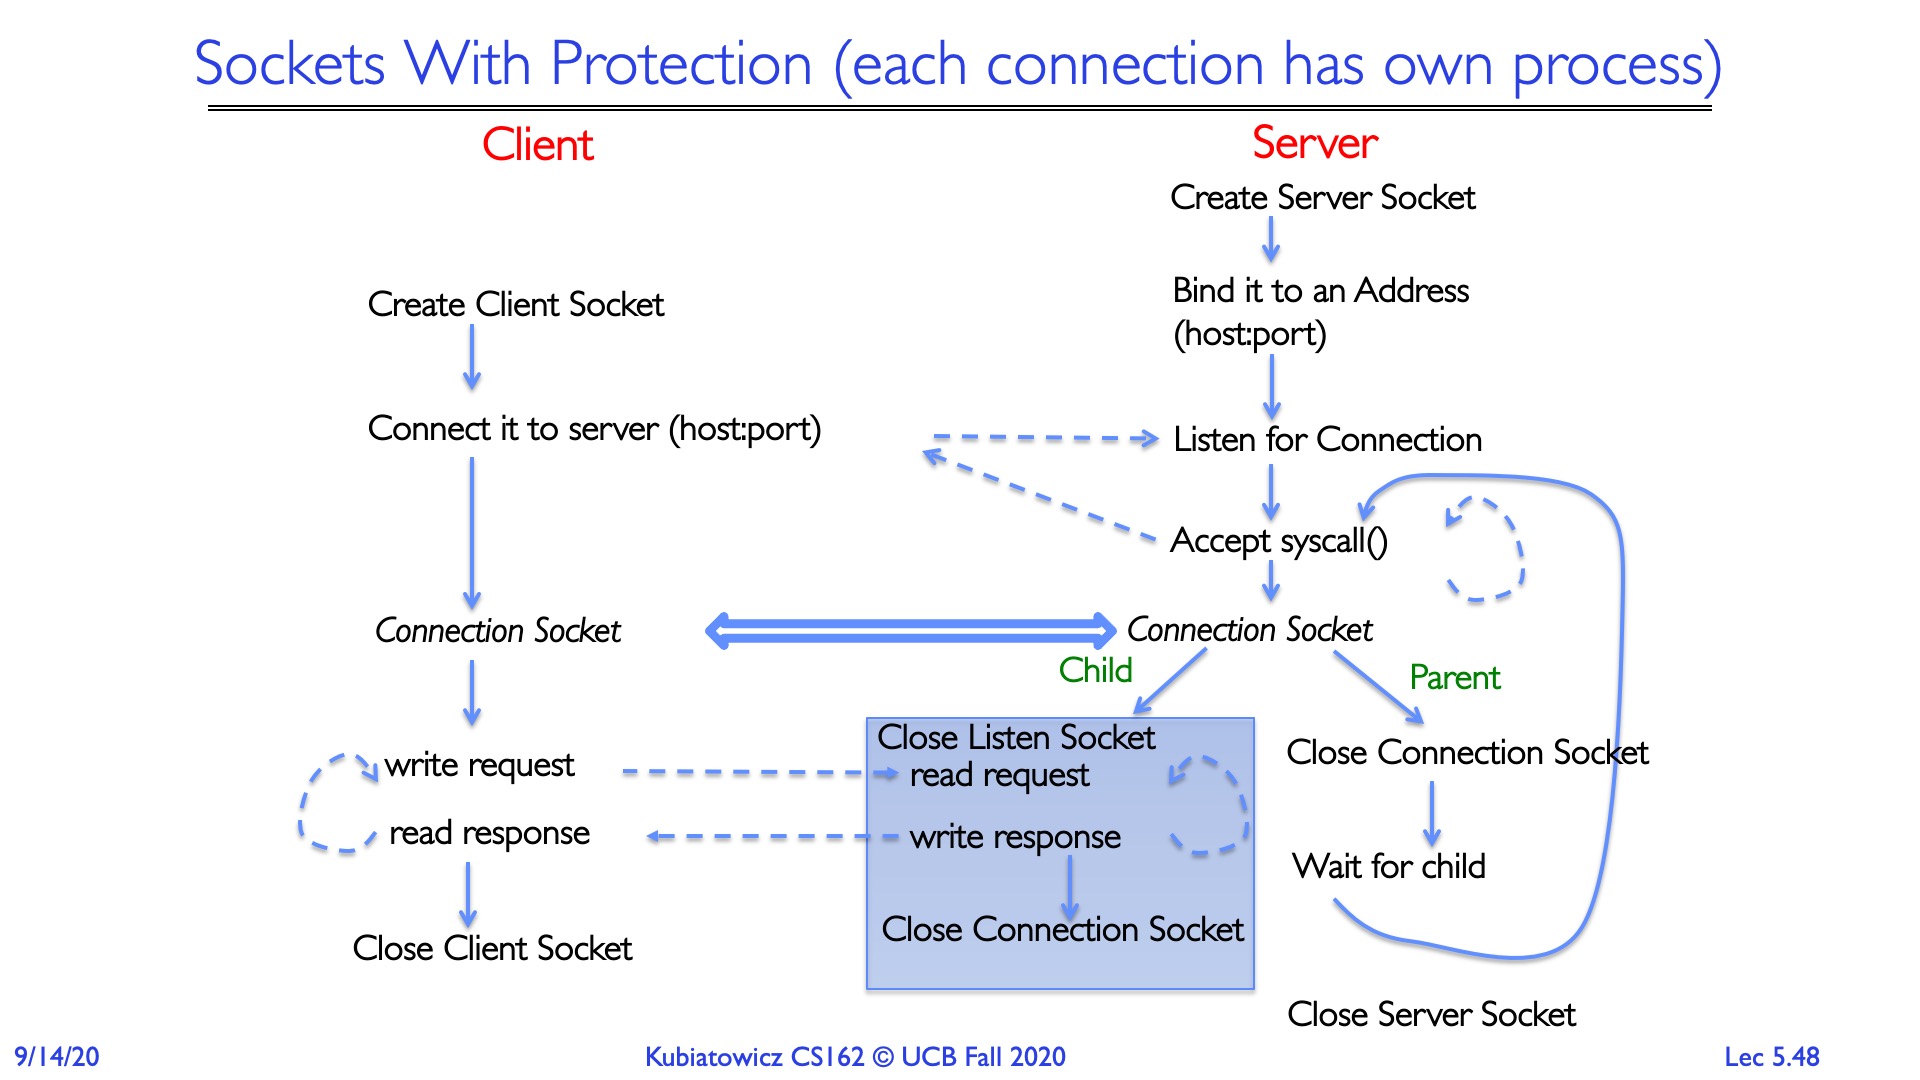 Sockets With Protection (each connection has own process)
Client
Create Client Socket
Connect it to server (host:port)
Connection Socket
write request
read response
Close Client Socket
Server
Create Server Socket
Bind it to an Address
(host:port)
Listen for Connection
Accept syscall()
Connection Socket
Child
Close Listen Socket
read request
write response
Close Connection Socket
Parent
Close Connection Socket
Wait for child
Close Server Socket
9/14/20
Kubiatowicz CS162 © UCB Fall 2020
Lec 5.48